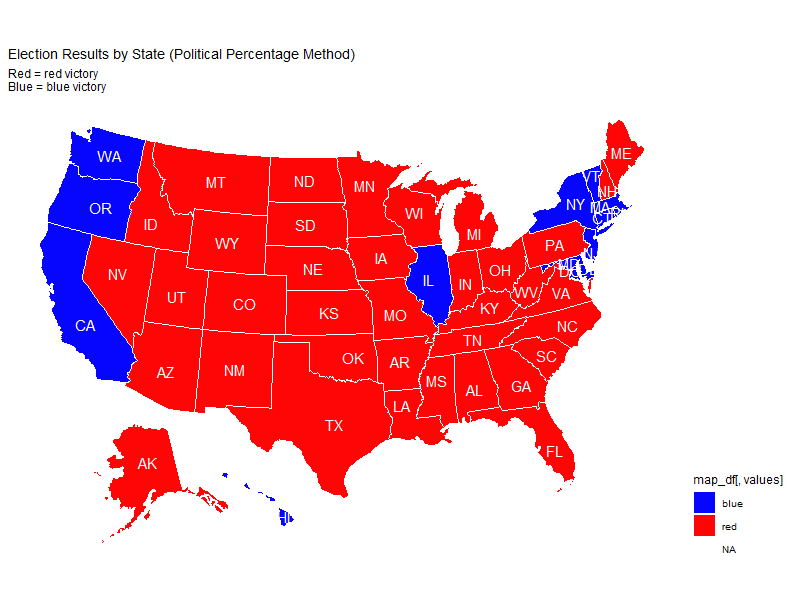 Election Results by State (Political Percentage Method)
Red = red victory
Blue = blue victory
ME
WA
VT
MT
ND
MN
NH
OR
NY
MA
WI
ID
SD
MI
CT
WY
PA
IA
NE
OH
NV
IL
IN
UT
CO
WV
VA
KS
KY
MO
CA
NC
TN
OK
SC
AR
AZ
NM
MS
AL
GA
LA
TX
FL
AK
HI
map_df[, values]
blue
red
NA